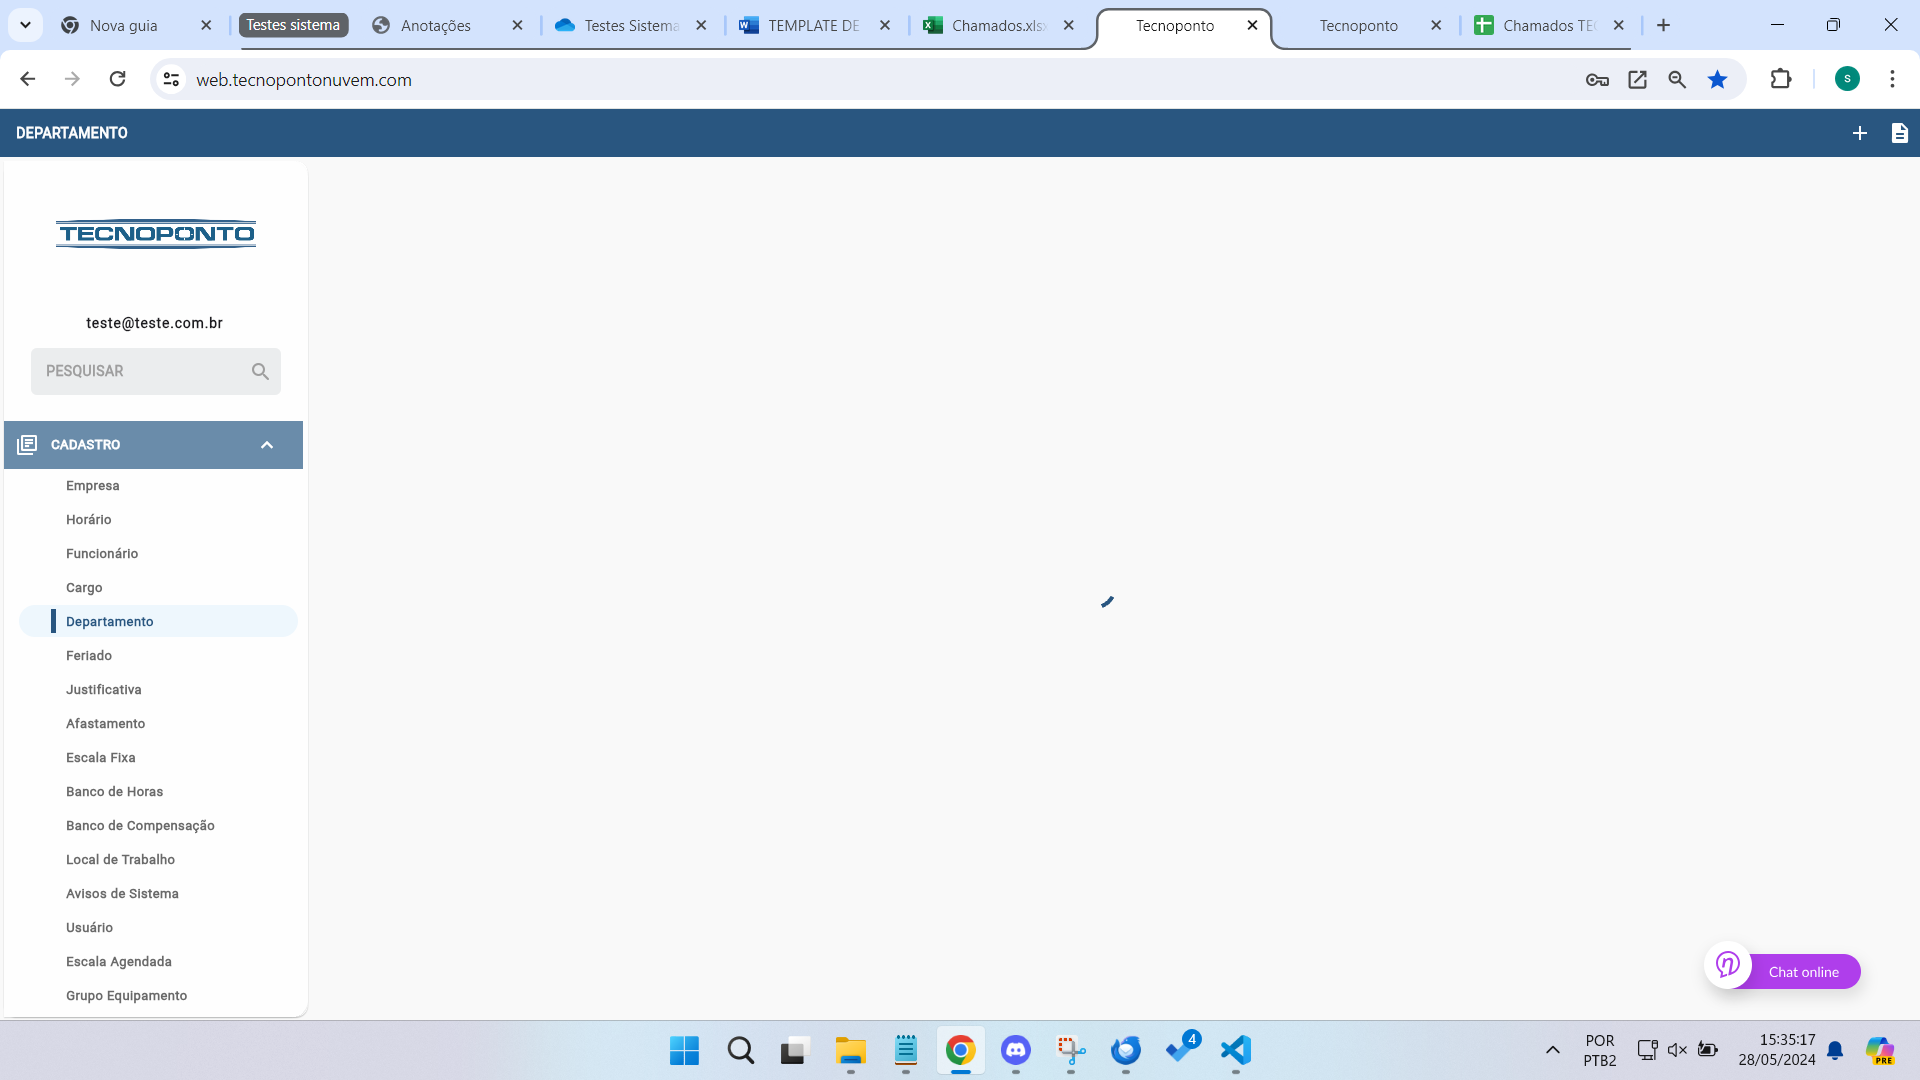 Nova guia
Testes sistema
Anotações
Testes Sistema
TEMPLATE DE
Chamados.xlsx
Tecnoponto
Tecnoponto
Chamados TEC
web.tecnopontonuvem.com
S
DEPARTAMENTO
TECNOPONTO
teste@teste.com.br
PESQUISAR
CADASTRO
Empresa
Horário
Funcionário
Cargo
Departamento
Feriado
Justificativa
Afastamento
Escala Fixa
Banco de Horas
Banco de Compensação
Local de Trabalho
Avisos de Sistema
Usuário
Escala Agendada
Grupo Equipamento
Chat online
4
POR
PTB2
15:35:17
28/05/2024
PRE